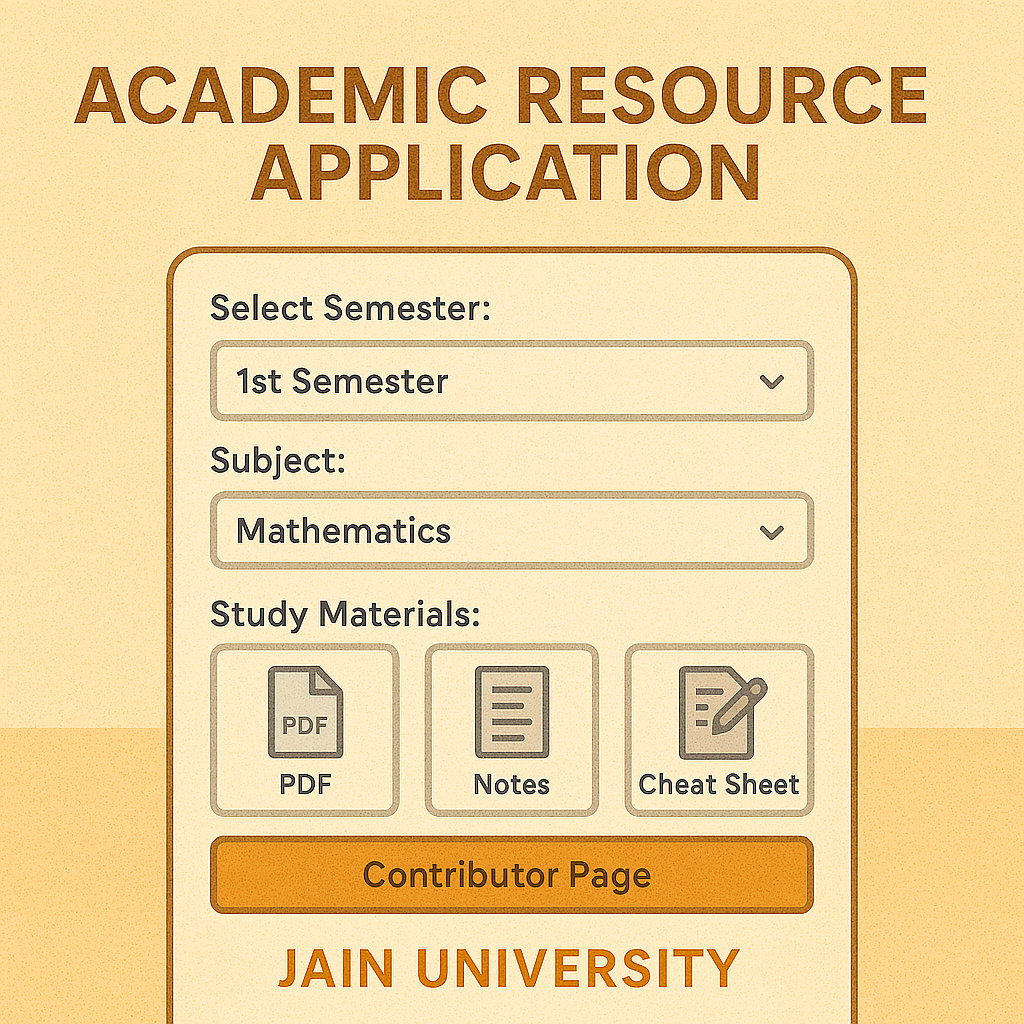 ACADEMIC RESOURCE
APPLICATION
Select Semester:
1st Semester
Subject:
Mathematics
Study Materials:
PDF
PDF
Notes
Cheat Sheet
Contributor Page
JAIN UNIVERSITY